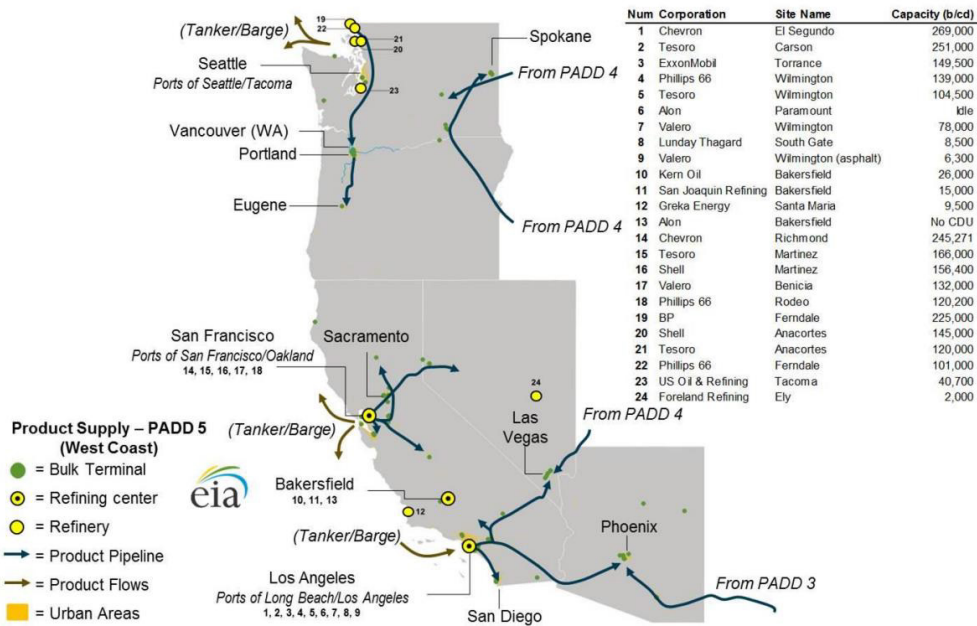 19
22
21
20
23
(Tanker/Barge)
Spokane
From PADD 4
Seattle
Ports of Seattle/Tacoma
Vancouver (WA)
Portland
Eugene
From PADD 4
San Francisco
Ports of San Francisco/Oakland
14, 15, 16, 17, 18
Sacramento
24
Las
Vegas
From PADD 4
(Tanker/Barge)
Bakersfield
10, 11, 13
12
(Tanker/Barge)
Phoenix
Los Angeles
Ports of Long Beach/Los Angeles
1, 2, 3, 4, 5, 6, 7, 8, 9
San Diego
From PADD 3
Product Supply – PADD 5
(West Coast)
= Bulk Terminal
= Refining center
= Refinery
= Product Pipeline
= Product Flows
= Urban Areas
eia
Num Corporation Site Name Capacity (b/cd)
1 Chevron El Segundo 269,000
2 Tesoro Carson 251,000
3 ExxonMobil Torrance 149,500
4 Phillips 66 Wilmington 139,000
5 Tesoro Wilmington 104,500
6 Alon Paramount Idle
7 Valero Wilmington 78,000
8 Lunday Thagard South Gate 8,500
9 Valero Wilmington (asphalt) 6,300
10 Kern Oil Bakersfield 26,000
11 San Joaquin Refining Bakersfield 15,000
12 Greka Energy Santa Maria 9,500
13 Alon Bakersfield No CDU
14 Chevron Richmond 245,271
15 Tesoro Martinez 166,000
16 Shell Martinez 156,400
17 Valero Benicia 132,000
18 Phillips 66 Rodeo 120,200
19 BP Ferndale 225,000
20 Shell Anacortes 145,000
21 Tesoro Anacortes 120,000
22 Phillips 66 Ferndale 101,000
23 US Oil & Refining Tacoma 40,700
24 Foreland Refining Ely 2,000